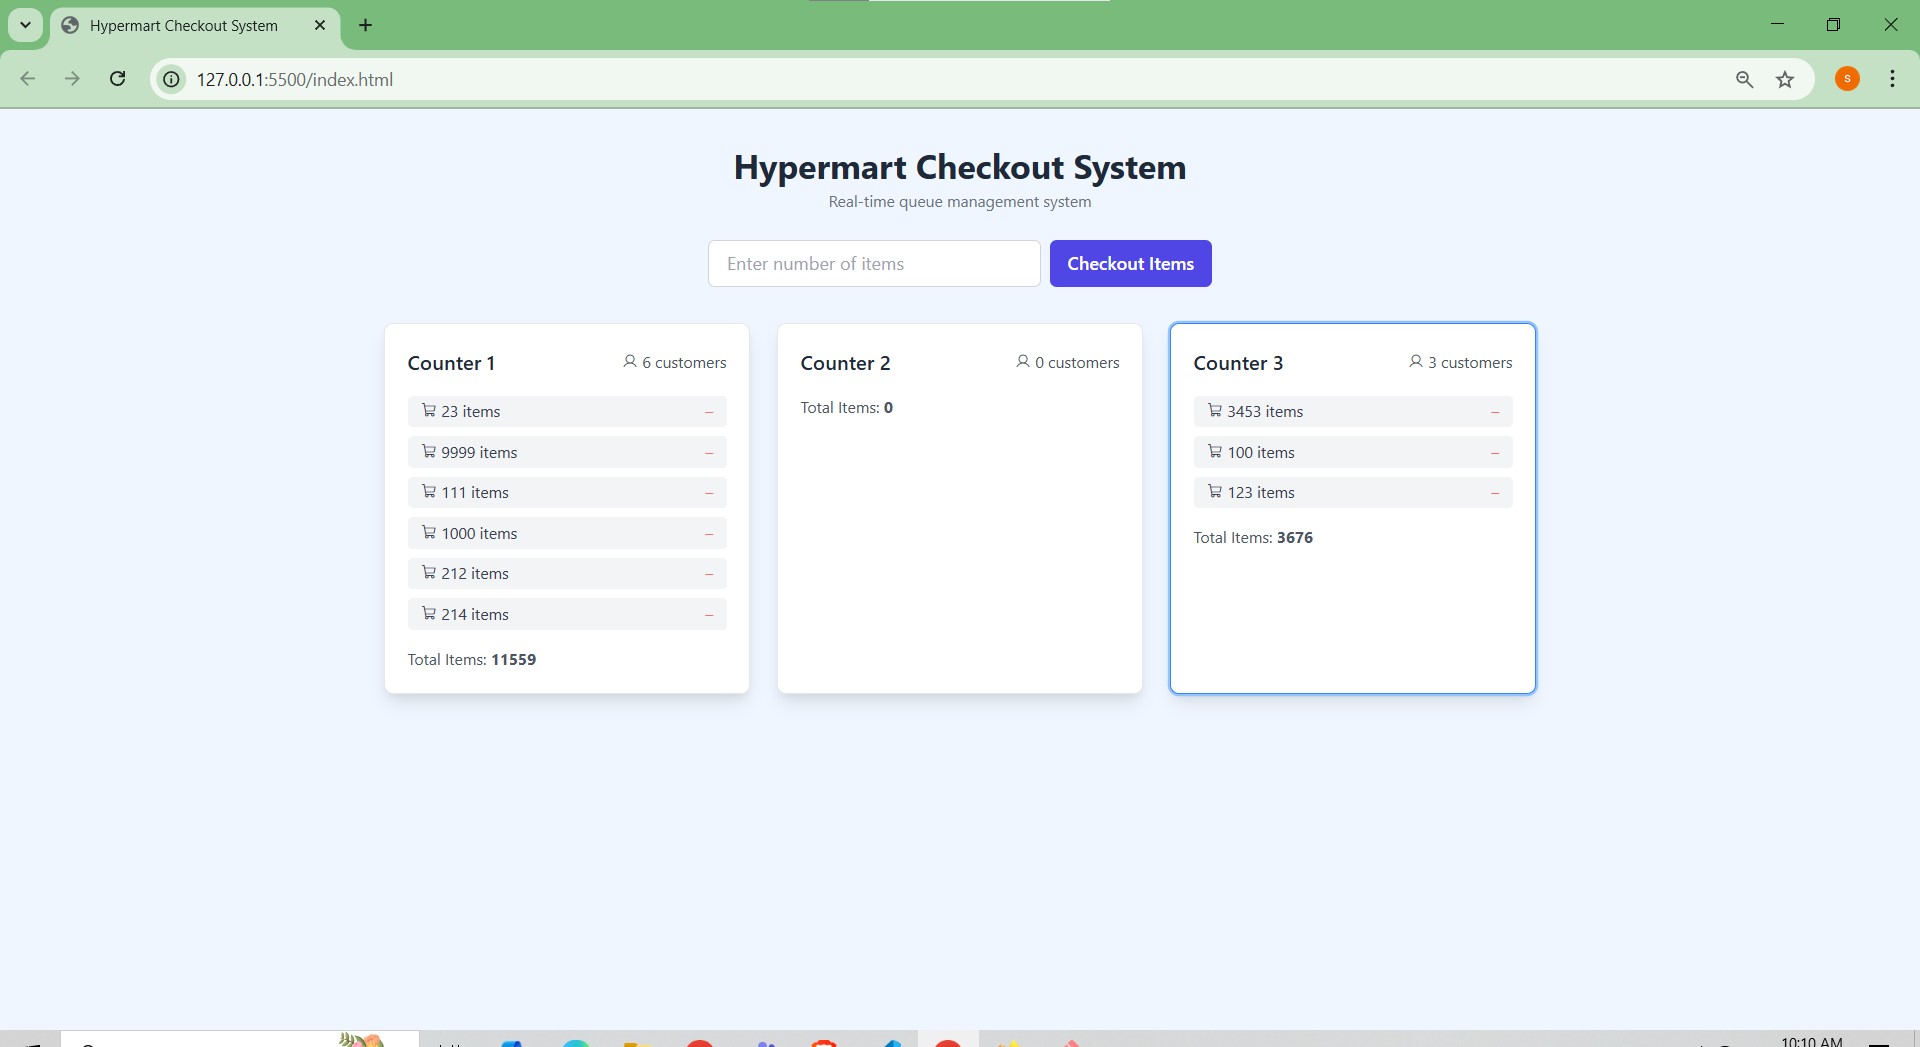 Hypermart Checkout System
127.0.0.1:5500/index.html
S
Hypermart Checkout System
Real-time queue management system
Enter number of items
Checkout Items
Counter 1
6 customers
23 items
9999 items
111 items
1000 items
212 items
214 items
Total Items: 11559
Counter 2
0 customers
Total Items: 0
Counter 3
3 customers
3453 items
100 items
123 items
Total Items: 3676
10:10 AM